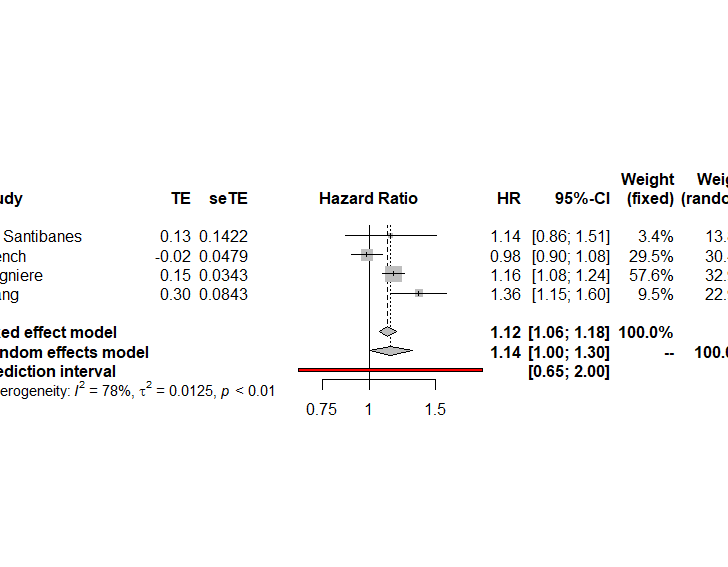 Weight Weig
udy TE seTE Hazard Ratio HR 95%-CI (fixed) (rando
Santibanes 0.13 0.1422 1.14 [0.86; 1.51] 3.4% 13.
ench -0.02 0.0479 0.98 [0.90; 1.08] 29.5% 30.
gniere 0.15 0.0343 1.16 [1.08; 1.24] 57.6% 32.
ang 0.30 0.0843 1.36 [1.15; 1.60] 9.5% 22.
ed effect model 1.12 [1.06; 1.18] 100.0%
ndom effects model 1.14 [1.00; 1.30] -- 100.
ediction interval [0.65; 2.00]
erogeneity: I² = 78%, τ² = 0.0125, p < 0.01
0.75 1 1.5